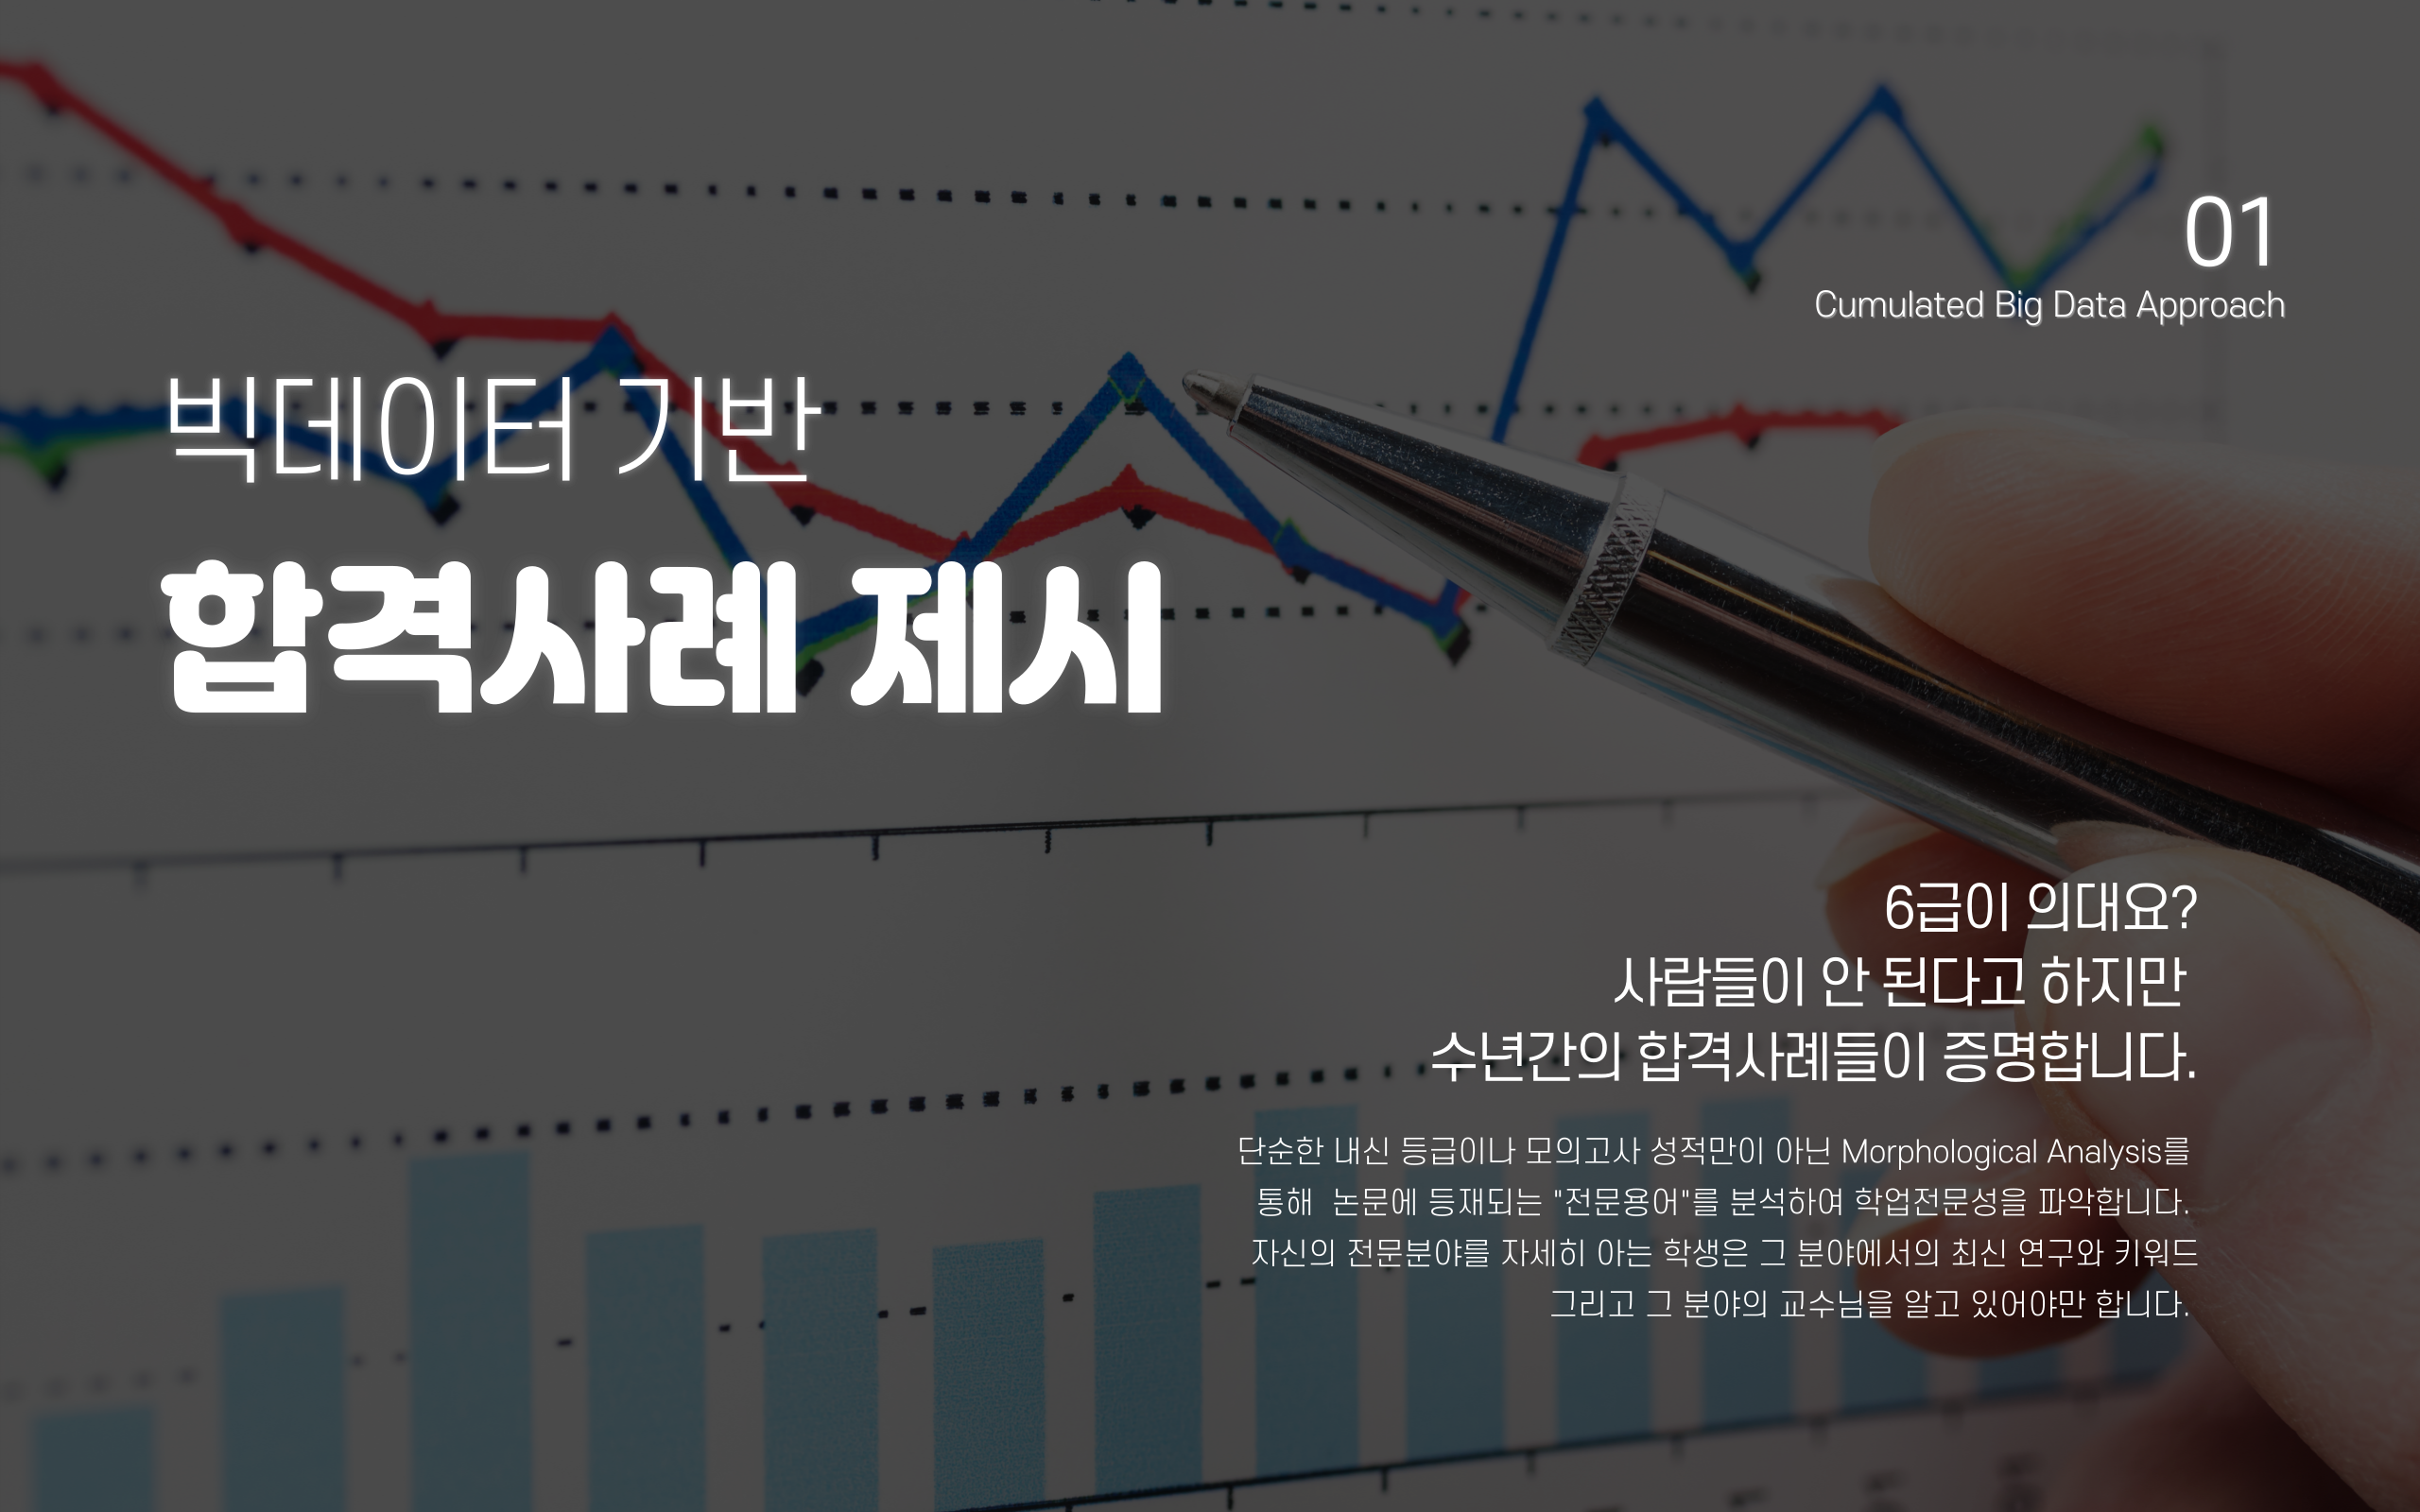 01
Cumulated Big Data Approach
빅데이터 기반
합격사례 제시
6급이 의대요?
사람들이 안 된다고 하지만
수년간의 합격사례들이 증명합니다.
단순한 내신 등급이나 모의고사 성적만이 아닌 Morphological Analysis를
통해 논문에 등재되는 "전문용어"를 분석하여 학업전문성을 파악합니다.
자신의 전문분야를 자세히 아는 학생은 그 분야에서의 최신 연구와 키워드
그리고 그 분야의 교수님을 알고 있어야만 합니다.